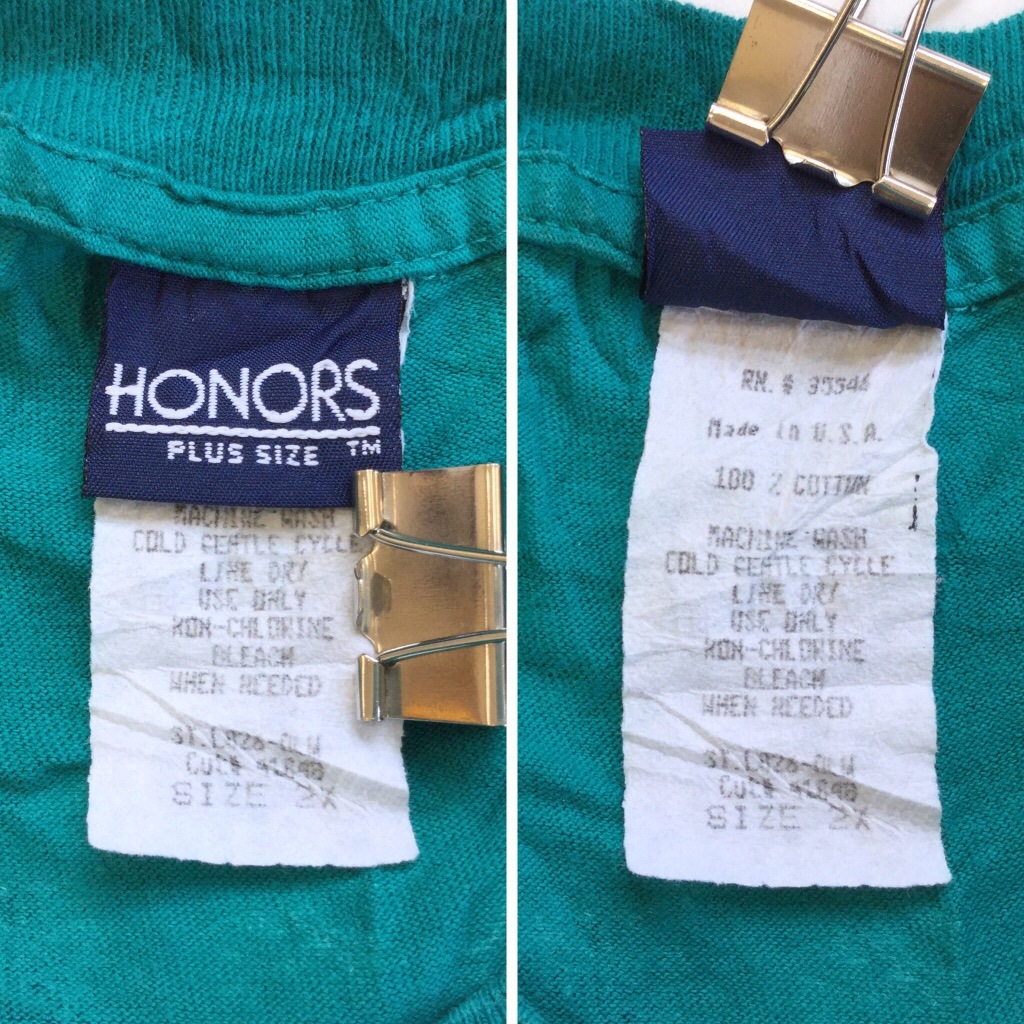 HONORS
PLUS SIZE ™
MACHINE WASH
COLD GENTLE CYCLE
LINE DRY
USE ONLY
NON-CHLORINE
BLEACH
WHEN NEEDED
SIZE 2X
RN. #
Made in U.S.A.
100 % COTTON
MACHINE WASH
COLD GENTLE CYCLE
LINE DRY
USE ONLY
NON-CHLORINE
BLEACH
WHEN NEEDED
SIZE 2X